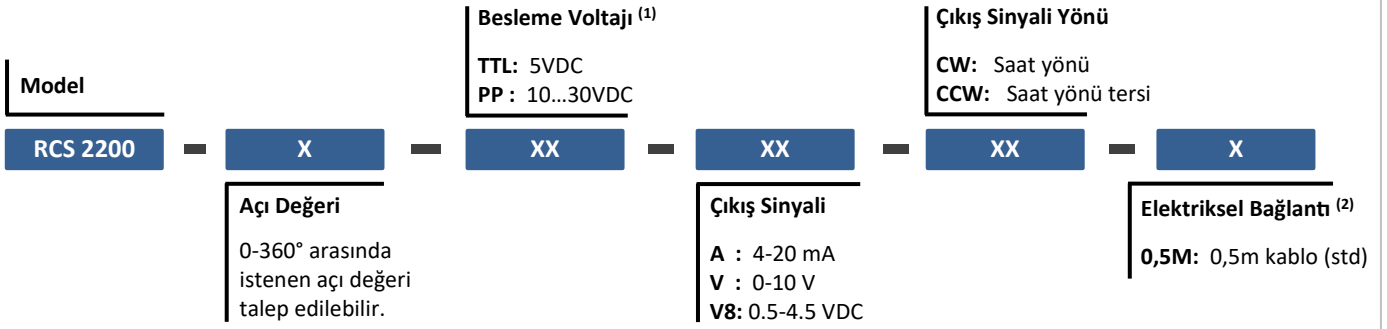 Besleme Voltajı (1)
TTL: 5VDC
PP : 10...30VDC
Çıkış Sinyali Yönü
CW: Saat yönü
CCW: Saat yönü tersi
Model
RCS 2200 - X - XX - XX - XX - X
Açı Değeri
0-360° arasında
istenen açı değeri
talep edilebilir.
Çıkış Sinyali
A : 4-20 mA
V : 0-10 V
V8: 0.5-4.5 VDC
Elektriksel Bağlantı (2)
0,5M: 0,5m kablo (std)